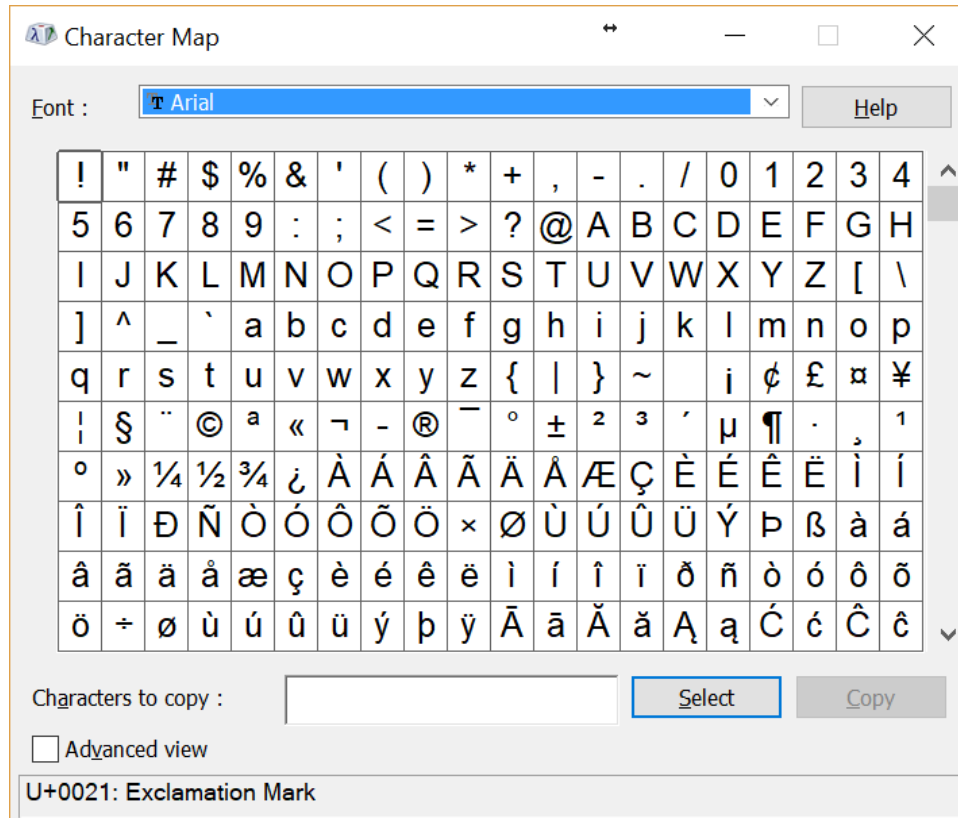 Character Map
Font : Arial Help
! " # $ % & ' ( ) * + , - . / 0 1 2 3 4
5 6 7 8 9 : ; < = > ? @ A B C D E F G H
I J K L M N O P Q R S T U V W X Y Z [ \
] ^ _ ` a b c d e f g h i j k l m n o p
q r s t u v w x y z { | } ~ ¡ ¢ £ ¤ ¥
¦ § ¨ © ª « ¬ - ® ¯ ° ± ² ³ ´ µ ¶ · ¸ ¹
º » ¼ ½ ¾ ¿ À Á Â Ã Ä Å Æ Ç È É Ê Ë Ì Í
Î Ï Ð Ñ Ò Ó Ô Õ Ö × Ø Ù Ú Û Ü Ý Þ ß à á
â ã ä å æ ç è é ê ë ì í î ï ð ñ ò ó ô õ
ö ÷ ø ù ú û ü ý þ ÿ Ā ā Ă ă Ą ą Ć ć Ĉ ĉ
Characters to copy : Select Copy
Advanced view
U+0021: Exclamation Mark